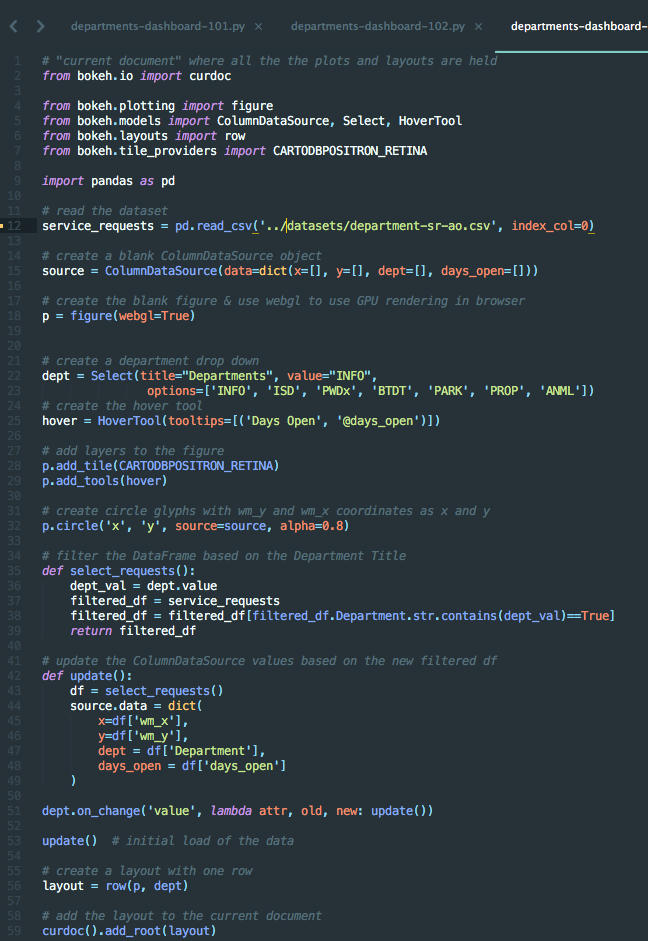 departments-dashboard-101.py × departments-dashboard-102.py × departments-dashboard-
1 # "current document" where all the the plots and layouts are held
2 from bokeh.io import curdoc
3
4 from bokeh.plotting import figure
5 from bokeh.models import ColumnDataSource, Select, HoverTool
6 from bokeh.layouts import row
7 from bokeh.tile_providers import CARTODBPOSITRON_RETINA
8
9 import pandas as pd
10
11 # read the dataset
12 service_requests = pd.read_csv('../datasets/department-sr-ao.csv', index_col=0)
13
14 # create a blank ColumnDataSource object
15 source = ColumnDataSource(data=dict(x=[], y=[], dept=[], days_open=[]))
16
17 # create the blank figure & use webgl to use GPU rendering in browser
18 p = figure(webgl=True)
19
20
21 # create a department drop down
22 dept = Select(title="Departments", value="INFO",
23 options=['INFO', 'ISD', 'PWDx', 'BTDT', 'PARK', 'PROP', 'ANML'])
24 # create the hover tool
25 hover = HoverTool(tooltips=[('Days Open', '@days_open')])
26
27 # add layers to the figure
28 p.add_tile(CARTODBPOSITRON_RETINA)
29 p.add_tools(hover)
30
31 # create circle glyphs with wm_y and wm_x coordinates as x and y
32 p.circle('x', 'y', source=source, alpha=0.8)
33
34 # filter the DataFrame based on the Department Title
35 def select_requests():
36 dept_val = dept.value
37 filtered_df = service_requests
38 filtered_df = filtered_df[filtered_df.Department.str.contains(dept_val)==True]
39 return filtered_df
40
41 # update the ColumnDataSource values based on the new filtered df
42 def update():
43 df = select_requests()
44 source.data = dict(
45 x=df['wm_x'],
46 y=df['wm_y'],
47 dept = df['Department'],
48 days_open = df['days_open']
49 )
50
51 dept.on_change('value', lambda attr, old, new: update())
52
53 update() # initial load of the data
54
55 # create a layout with one row
56 layout = row(p, dept)
57
58 # add the layout to the current document
59 curdoc().add_root(layout)